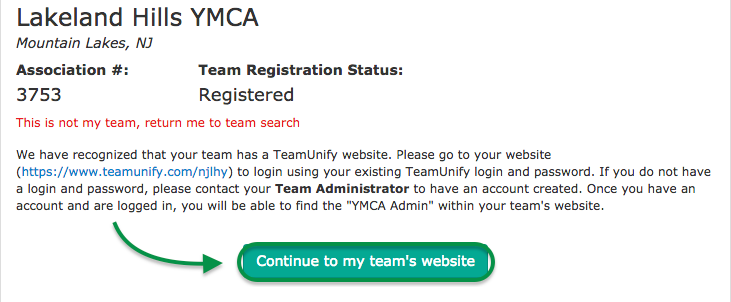 Lakeland Hills YMCA
Mountain Lakes, NJ
Association #: Team Registration Status:
3753 Registered
This is not my team, return me to team search
We have recognized that your team has a TeamUnify website. Please go to your website
(https://www.teamunify.com/njlhy) to login using your existing TeamUnify login and password. If you do not have
a login and password, please contact your Team Administrator to have an account created. Once you have an
account and are logged in, you will be able to find the "YMCA Admin" within your team's website.
Continue to my team's website